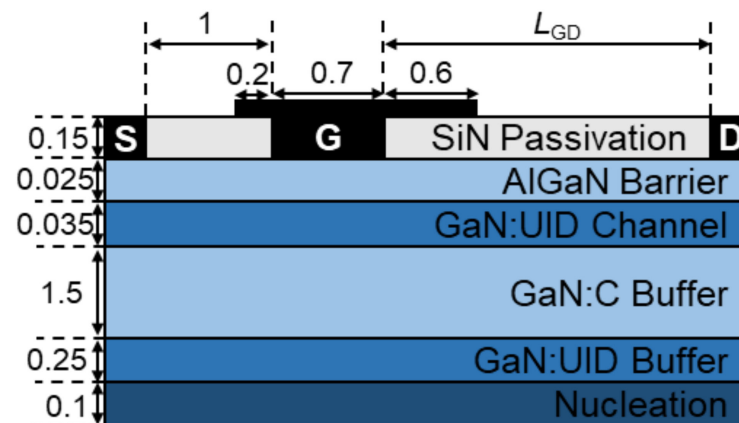 1
L_GD
0.2
0.7
0.6
0.15
S
G
SiN Passivation
D
0.025
AlGaN Barrier
0.035
GaN:UID Channel
1.5
GaN:C Buffer
0.25
GaN:UID Buffer
0.1
Nucleation